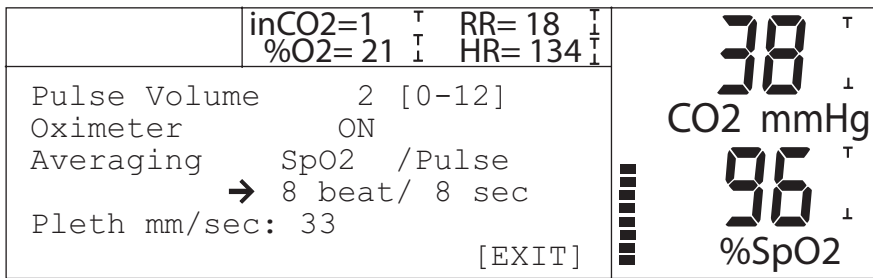 inCO2=1 RR= 18
%O2= 21 HR= 134
Pulse Volume 2 [0-12]
Oximeter ON
Averaging SpO2 /Pulse
→ 8 beat/ 8 sec
Pleth mm/sec: 33
[EXIT]
38
CO2 mmHg
96
%SpO2